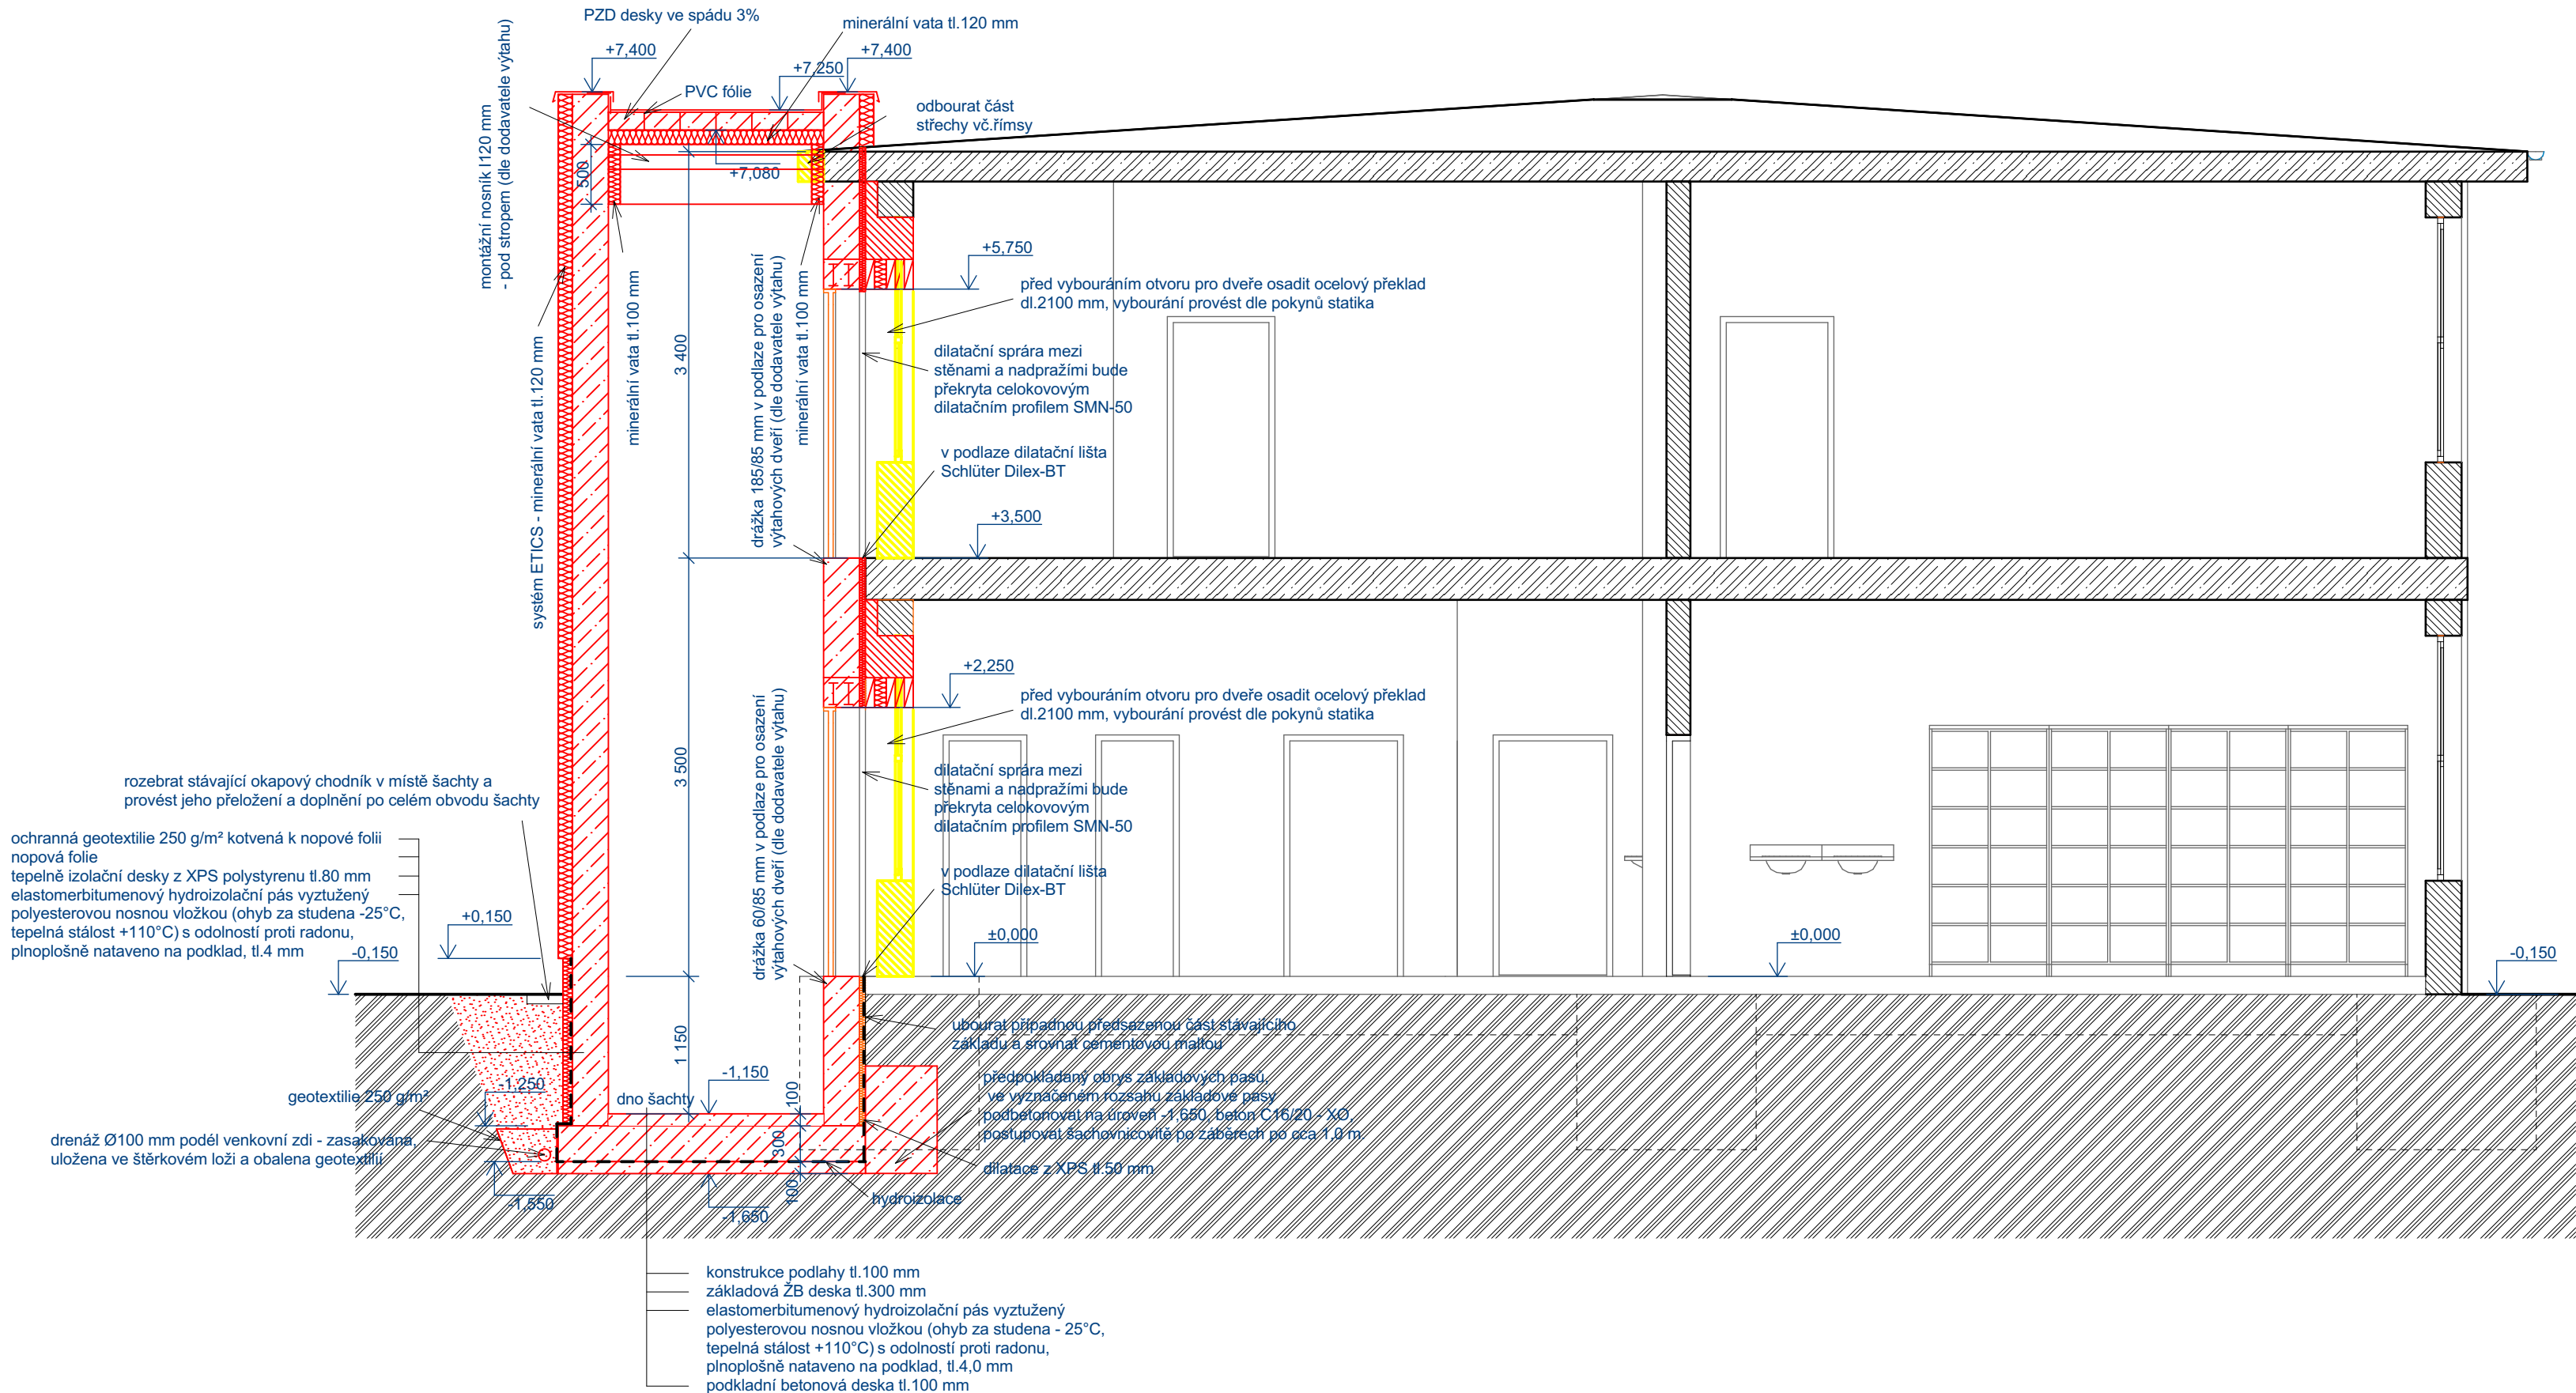 PZD desky ve spádu 3%
minerální vata tl.120 mm
+7,400
+7,400
+7,250
PVC fólie
odbourat část
střechy vč.římsy
montážní nosník I120 mm
- pod stropem (dle dodavatele výtahu)
500
+7,080
+5,750
systém ETICS - minerální vata tl.120 mm
minerální vata tl.100 mm
3 400
drážka 185/85 mm v podlaze pro osazení
výtahových dveří (dle dodavatele výtahu)
minerální vata tl.100 mm
před vybouráním otvoru pro dveře osadit ocelový překlad
dl.2100 mm, vybourání provést dle pokynů statika
dilatační sprára mezi
stěnami a nadpražími bude
překryta celokovovým
dilatačním profilem SMN-50
v podlaze dilatační lišta
Schlüter Dilex-BT
+3,500
+2,250
před vybouráním otvoru pro dveře osadit ocelový překlad
dl.2100 mm, vybourání provést dle pokynů statika
3 500
drážka 60/85 mm v podlaze pro osazení
výtahových dveří (dle dodavatele výtahu)
dilatační sprára mezi
stěnami a nadpražími bude
překryta celokovovým
dilatačním profilem SMN-50
v podlaze dilatační lišta
Schlüter Dilex-BT
rozebrat stávající okapový chodník v místě šachty a
provést jeho přeložení a doplnění po celém obvodu šachty
ochranná geotextilie 250 g/m² kotvená k nopové folii
nopová folie
tepelně izolační desky z XPS polystyrenu tl.80 mm
elastomerbitumenový hydroizolační pás vyztužený
polyesterovou nosnou vložkou (ohyb za studena -25°C,
tepelná stálost +110°C) s odolností proti radonu,
plnoplošně nataveno na podklad, tl.4 mm
+0,150
-0,150
±0,000
±0,000
-0,150
1 150
ubourat případnou předsazenou část stávajícího
základu a srovnat cementovou maltou
-1,250
-1,150
100
dno šachty
geotextilie 250 g/m²
předpokládaný obrys základových pasů,
ve vyznačeném rozsahu základové pasy
podbetonovat na úroveň -1,650, beton C16/20 - XO,
postupovat šachovnicovitě po záběrech po cca 1,0 m
drenáž Ø100 mm podél venkovní zdi - zasakována,
uložena ve štěrkovém loži a obalena geotextilií
300
dilatace z XPS tl.50 mm
100
hydroizolace
-1,550
-1,650
konstrukce podlahy tl.100 mm
základová ŽB deska tl.300 mm
elastomerbitumenový hydroizolační pás vyztužený
polyesterovou nosnou vložkou (ohyb za studena - 25°C,
tepelná stálost +110°C) s odolností proti radonu,
plnoplošně nataveno na podklad, tl.4,0 mm
podkladní betonová deska tl.100 mm